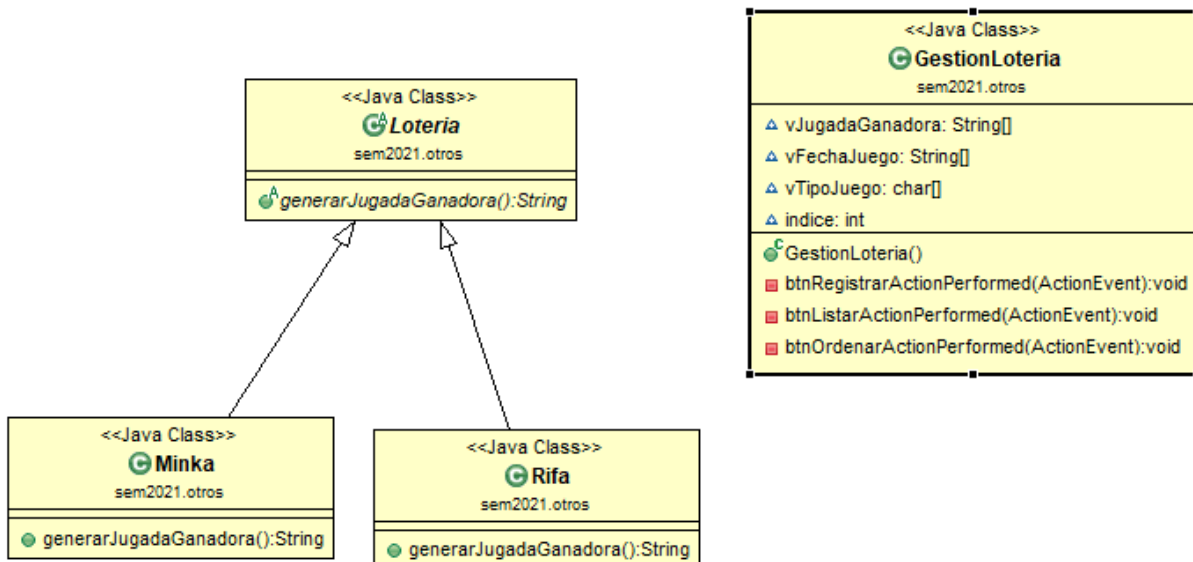 <<Java Class>>
Loteria
sem2021.otros
generarJugadaGanadora():String
<<Java Class>>
GestionLoteria
sem2021.otros
vJugadaGanadora: String[]
vFechaJuego: String[]
vTipoJuego: char[]
indice: int
GestionLoteria()
btnRegistrarActionPerformed(ActionEvent):void
btnListarActionPerformed(ActionEvent):void
btnOrdenarActionPerformed(ActionEvent):void
<<Java Class>>
Minka
sem2021.otros
generarJugadaGanadora():String
<<Java Class>>
Rifa
sem2021.otros
generarJugadaGanadora():String